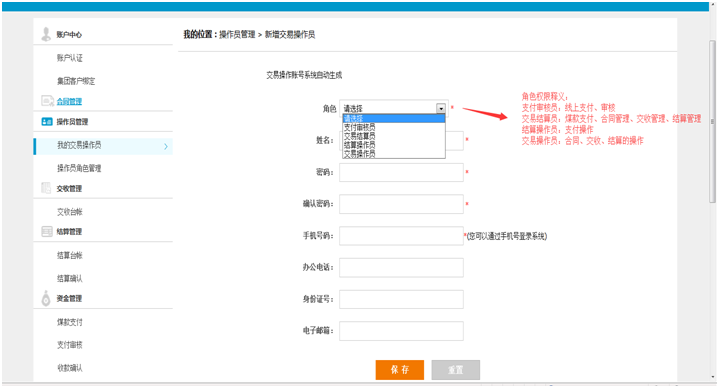 账户中心
账户认证
集团客户绑定
合同管理
操作员管理
我的交易操作员
操作员角色管理
交收管理
交收台帐
结算管理
结算台帐
结算确认
资金管理
煤款支付
支付审核
收款确认
我的位置：操作员管理 > 新增交易操作员
交易操作账号系统自动生成
角色 请选择 *
请选择
支付审核员
交易结算员
结算操作员
交易操作员
姓名： *
密码： *
确认密码： *
手机号码： *(您可以通过手机号登录系统)
办公电话：
身份证号：
电子邮箱：
保 存 重置
角色权限释义，
支付审核员：线上支付、审核
交易结算员：煤款支付、合同管理、交收管理、结算管理
结算操作员：支付操作
交易操作员：合同、交收、结算的操作